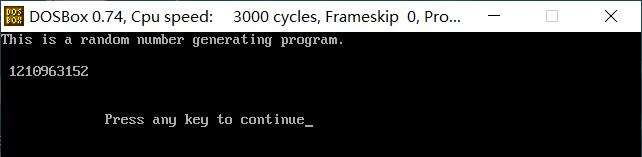 DOSBox 0.74, Cpu speed: 3000 cycles, Frameskip 0, Pro...
This is a random number generating program.
1210963152
Press any key to continue_